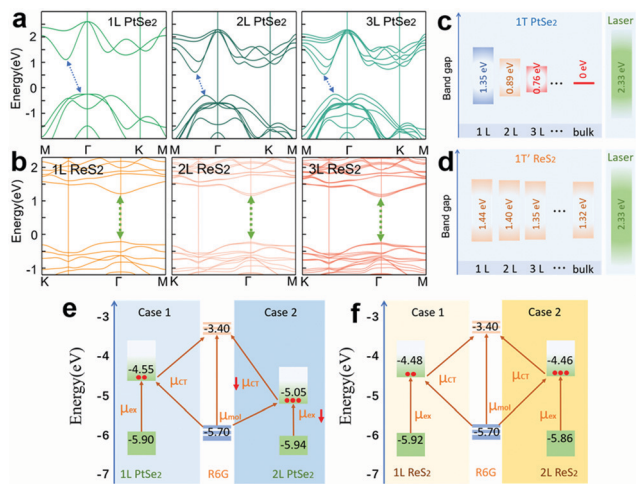 a
1L PtSe2
2L PtSe2
3L PtSe2
Energy(eV)
2
1
0
-1
M Γ K M
M Γ K M
M Γ K M
b
1L ReS2
2L ReS2
3L ReS2
Energy(eV)
2
1
0
-1
K Γ M
K Γ M
K Γ M
c
1T PtSe2
Laser
Band gap
1.35 eV
0.89 eV
0.76 eV
...
0 eV
2.33 eV
1 L 2 L 3 L ... bulk
d
1T' ReS2
Laser
Band gap
1.44 eV
1.40 eV
1.35 eV
...
1.32 eV
2.33 eV
1 L 2 L 3 L ... bulk
e
Energy(eV)
-3
-4
-5
-6
-7
Case 1
Case 2
-3.40
-4.55
μCT
μCT
-5.05
μex
μmol
μex
-5.70
-5.90
-5.94
1L PtSe2
R6G
2L PtSe2
f
Energy(eV)
-3
-4
-5
-6
-7
Case 1
Case 2
-3.40
-4.48
-4.46
μCT
μCT
μex
μmol
μex
-5.70
-5.92
-5.86
1L ReS2
R6G
2L ReS2